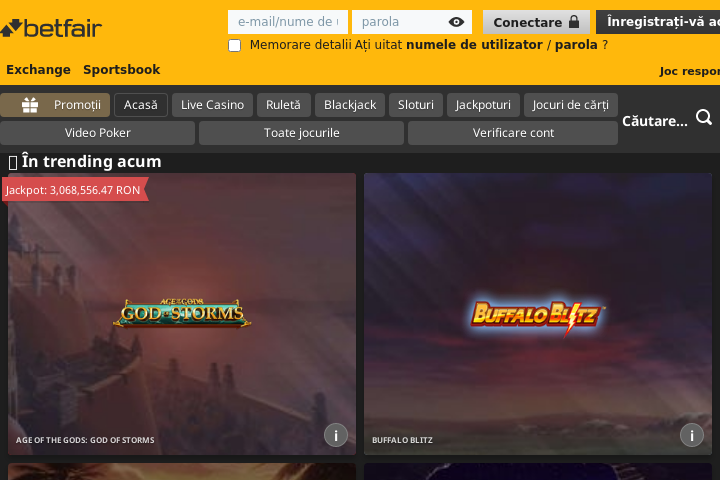 betfair
e-mail/nume de
parola
Conectare
Înregistrați-vă
Memorare detalii Ați uitat numele de utilizator / parola ?
Exchange Sportsbook
Joc
Promoții Acasă Live Casino Ruletă Blackjack Sloturi Jackpoturi Jocuri de cărți
Video Poker Toate jocurile Verificare cont
Căutare...
În trending acum
Jackpot: 3,068,556.47 RON
AGE OF THE GODS
GOD OF STORMS
BUFFALO BLITZ
AGE OF THE GODS: GOD OF STORMS
i
BUFFALO BLITZ
i